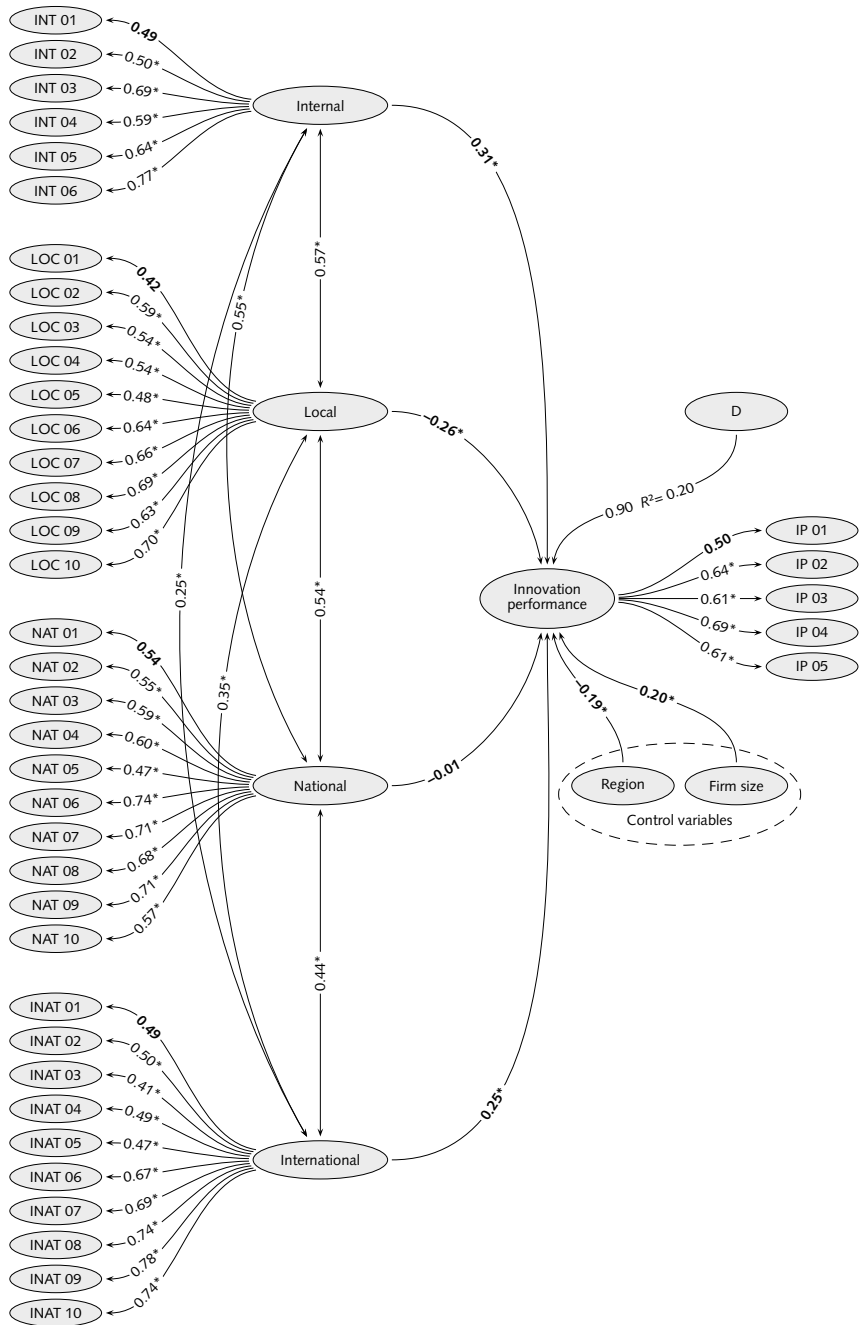 INT 01
0.49
INT 02
0.50*
INT 03
0.69*
INT 04
0.59*
INT 05
0.64*
INT 06
0.77*
Internal
0.31*
0.57*
0.55*
0.25*
LOC 01
0.42
LOC 02
0.59*
LOC 03
0.54*
LOC 04
0.54*
LOC 05
0.48*
LOC 06
0.64*
LOC 07
0.66*
LOC 08
0.69*
LOC 09
0.63*
LOC 10
0.70*
Local
–0.26*
0.54*
0.35*
D
0.90 R²= 0.20
Innovation
performance
IP 01
0.50
IP 02
0.64*
IP 03
0.61*
IP 04
0.69*
IP 05
0.61*
NAT 01
0.54
NAT 02
0.55*
NAT 03
0.59*
NAT 04
0.60*
NAT 05
0.47*
NAT 06
0.74*
NAT 07
0.71*
NAT 08
0.68*
NAT 09
0.71*
NAT 10
0.57*
National
–0.01
0.44*
–0.19*
0.20*
Region
Firm size
Control variables
INAT 01
0.49
INAT 02
0.50*
INAT 03
0.41*
INAT 04
0.49*
INAT 05
0.47*
INAT 06
0.67*
INAT 07
0.69*
INAT 08
0.74*
INAT 09
0.78*
INAT 10
0.74*
International
0.25*